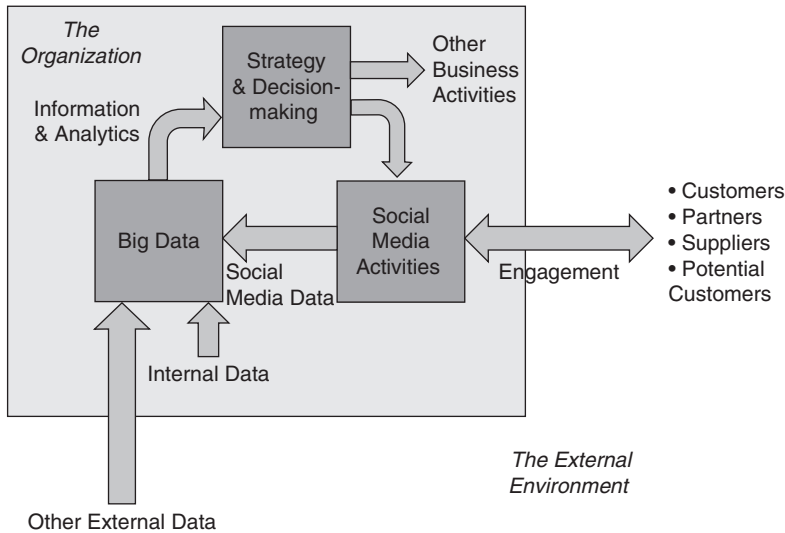 The
Organization
Strategy
& Decision-
making
Other
Business
Activities
Information
& Analytics
Big Data
Social
Media
Activities
Social
Media Data
Engagement
• Customers
• Partners
• Suppliers
• Potential
Customers
Internal Data
The External
Environment
Other External Data